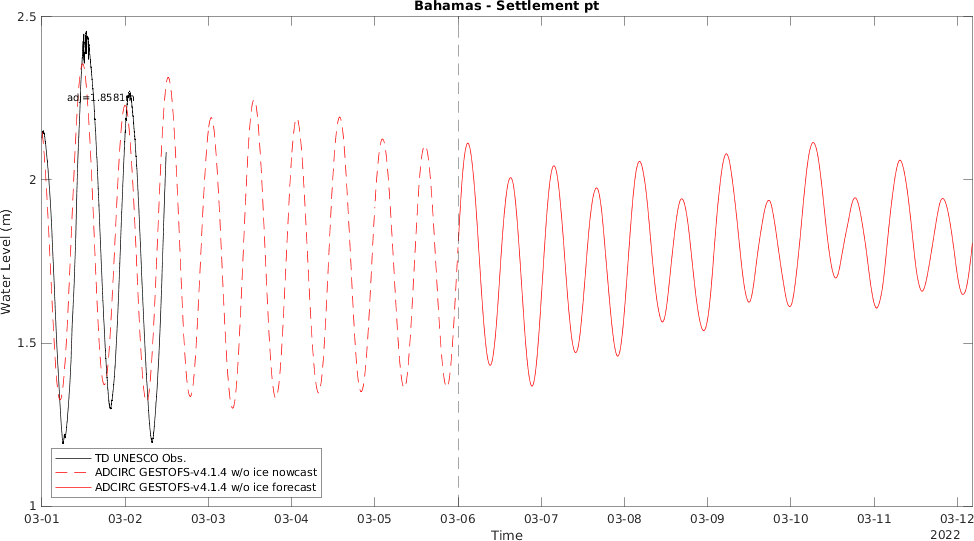 Bahamas - Settlement pt
2.5
2
1.5
1
Water Level (m)
adj=1.8581m
TD UNESCO Obs.
ADCIRC GESTOFS-v4.1.4 w/o ice nowcast
ADCIRC GESTOFS-v4.1.4 w/o ice forecast
03-01 03-02 03-03 03-04 03-05 03-06 03-07 03-08 03-09 03-10 03-11 03-12
Time
2022